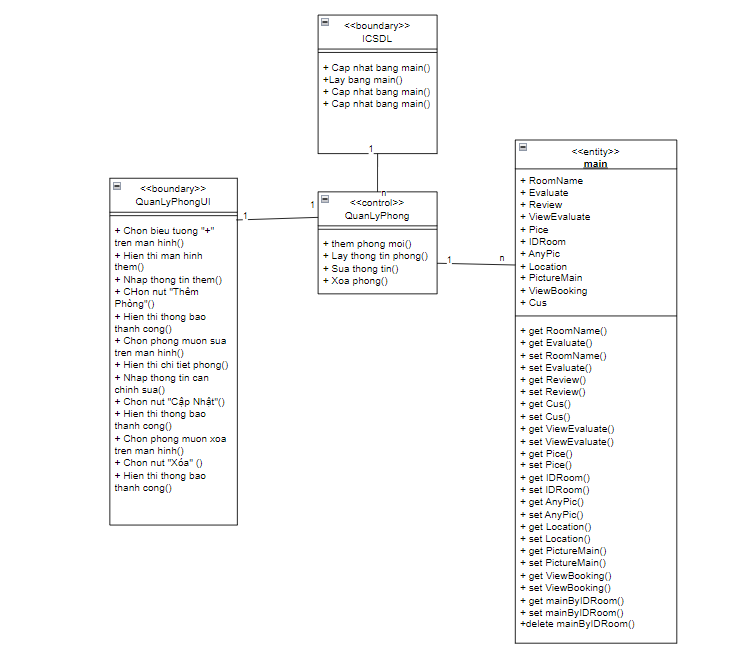 <<boundary>>
ICSDL
+ Cap nhat bang main()
+Lay bang main()
+ Cap nhat bang main()
+ Cap nhat bang main()
1
n
<<boundary>>
QuanLyPhongUI
+ Chon bieu tuong "+"
tren man hinh()
+ Hien thi man hinh
them()
+ Nhap thong tin them()
+ CHon nut "Thêm
Phòng"()
+ Hien thi thong bao
thanh cong()
+ Chon phong muon sua
tren man hinh()
+ Hien thi chi tiet phong()
+ Nhap thong tin can
chinh sua()
+ Chon nut "Cập Nhật"()
+ Hien thi thong bao
thanh cong()
+ Chon phong muon xoa
tren man hinh()
+ Chon nut "Xóa" ()
+ Hien thi thong bao
thanh cong()
1
1
<<control>>
QuanLyPhong
+ them phong moi()
+ Lay thong tin phong()
+ Sua thong tin()
+ Xoa phong()
1
n
<<entity>>
main
+ RoomName
+ Evaluate
+ Review
+ ViewEvaluate
+ Pice
+ IDRoom
+ AnyPic
+ Location
+ PictureMain
+ ViewBooking
+ Cus
+ get RoomName()
+ get Evaluate()
+ set RoomName()
+ set Evaluate()
+ get Review()
+ set Review()
+ get Cus()
+ set Cus()
+ get ViewEvaluate()
+ set ViewEvaluate()
+ get Pice()
+ set Pice()
+ get IDRoom()
+ set IDRoom()
+ get AnyPic()
+ set AnyPic()
+ get Location()
+ set Location()
+ get PictureMain()
+ set PictureMain()
+ get ViewBooking()
+ set ViewBooking()
+ get mainByIDRoom()
+ set mainByIDRoom()
+delete mainByIDRoom()